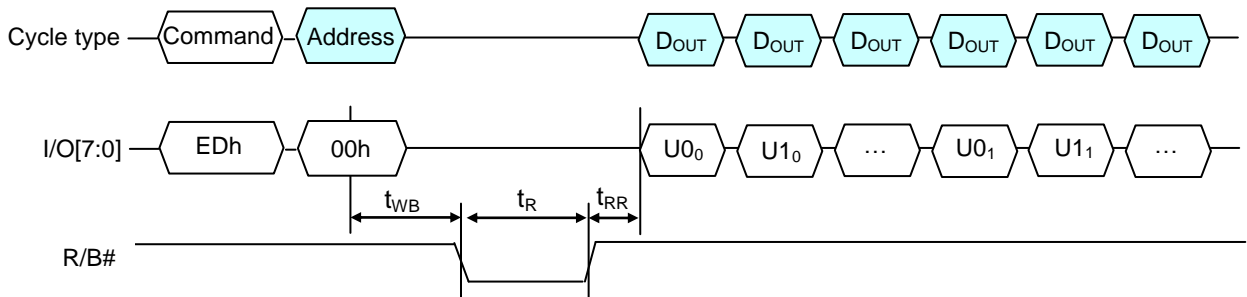 Cycle type Command Address DOUT DOUT DOUT DOUT DOUT DOUT
I/O[7:0] EDh 00h U0₀ U1₀ … U0₁ U1₁ …
tWB tR tRR
R/B#